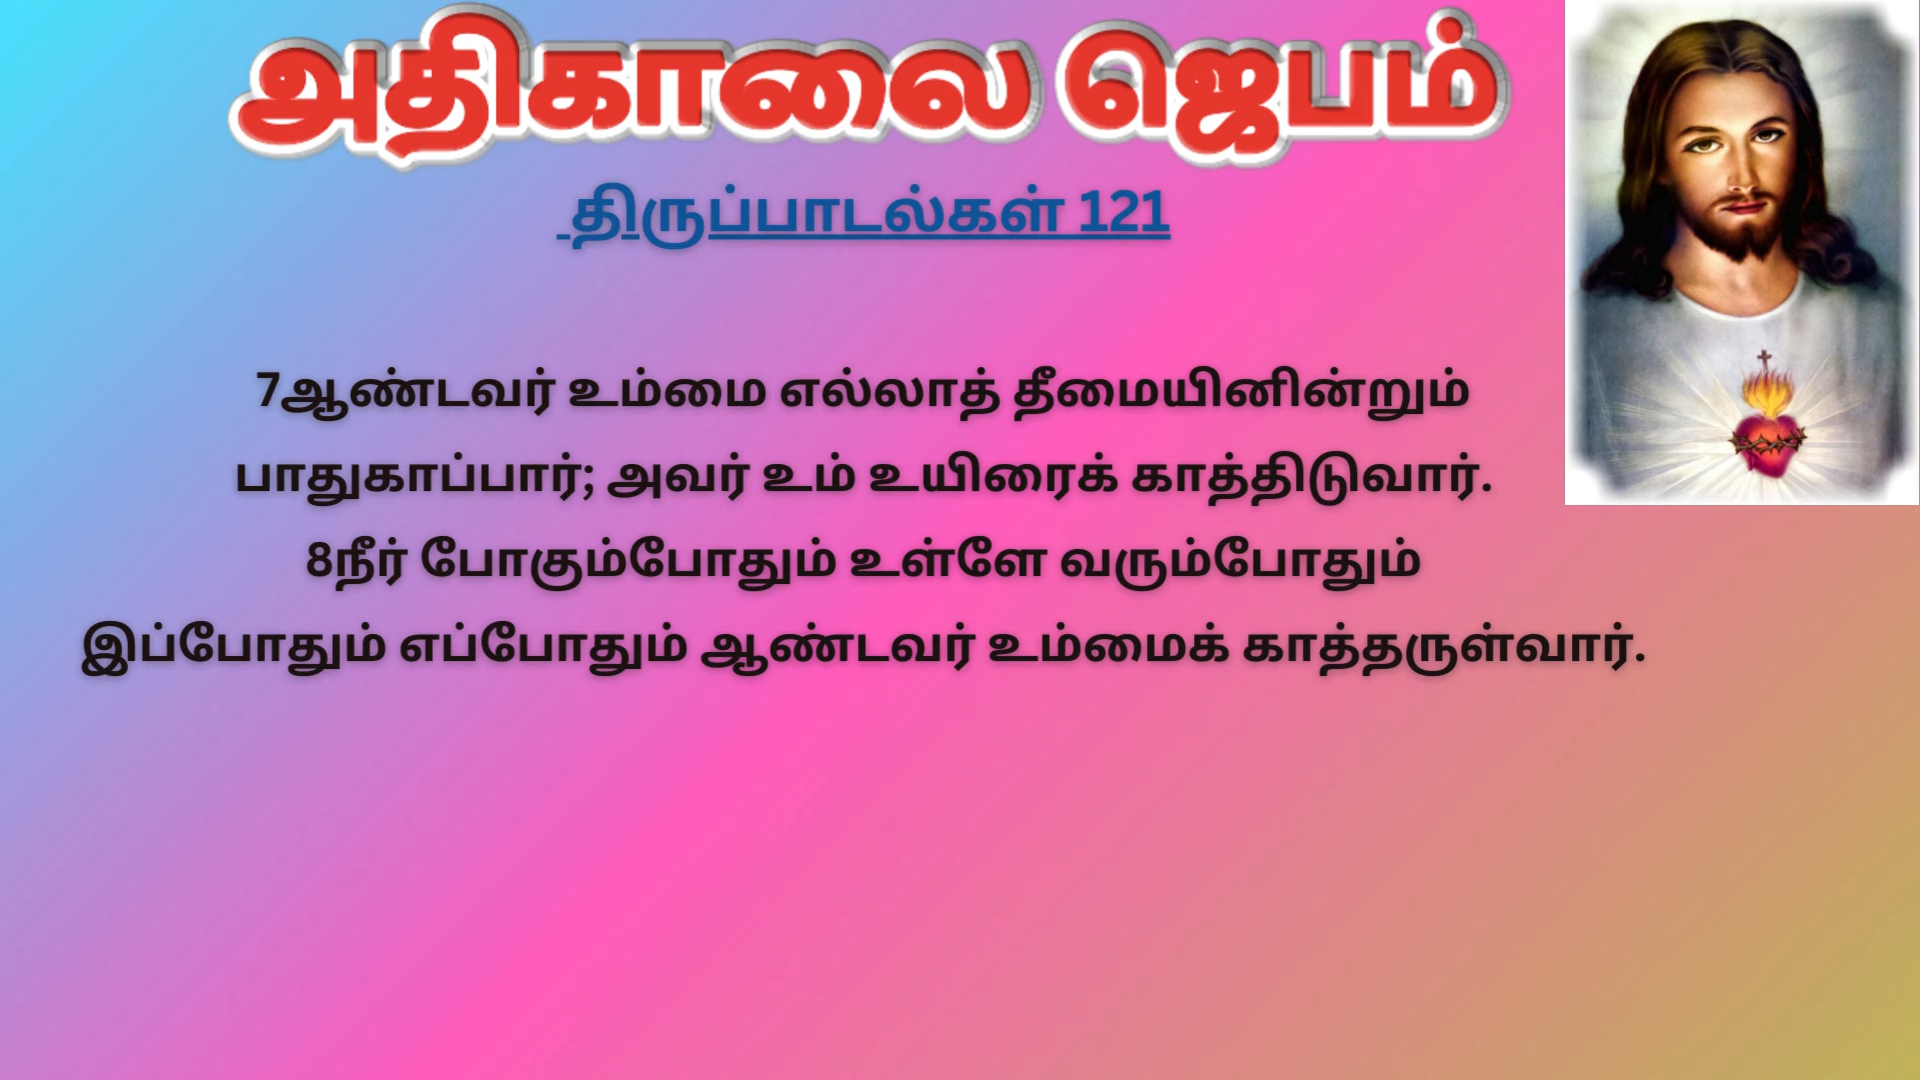 அதிகாலை ஜெபம்
திருப்பாடல்கள் 121
7ஆண்டவர் உம்மை எல்லாத் தீமையினின்றும்
பாதுகாப்பார்; அவர் உம் உயிரைக் காத்திடுவார்.
8நீர் போகும்போதும் உள்ளே வரும்போதும்
இப்போதும் எப்போதும் ஆண்டவர் உம்மைக் காத்தருள்வார்.